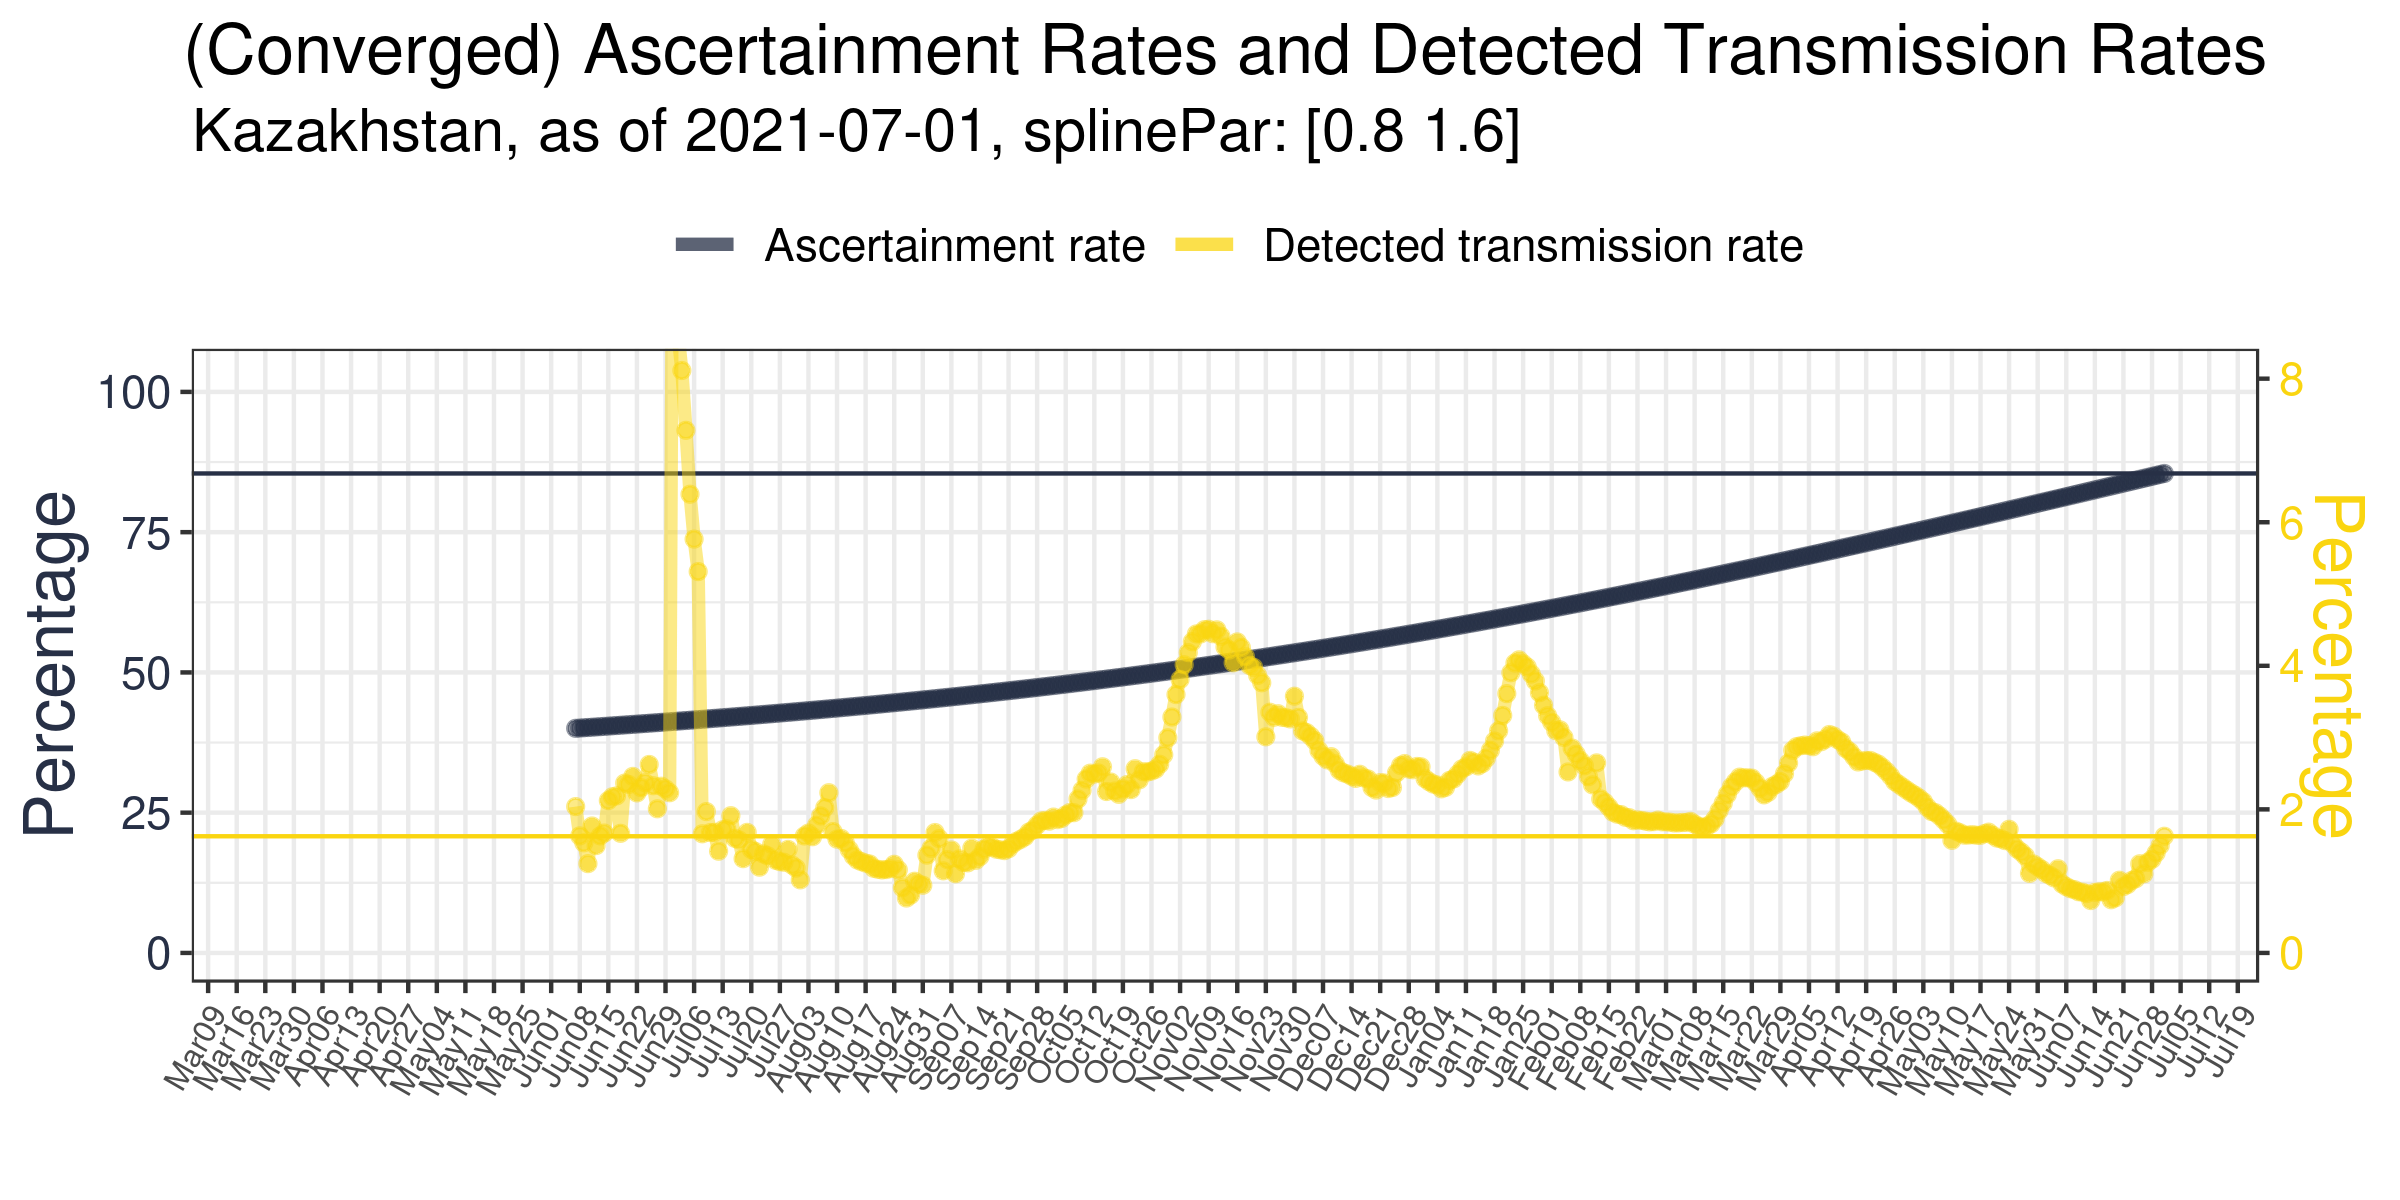 (Converged) Ascertainment Rates and Detected Transmission Rates
Kazakhstan, as of 2021-07-01, splinePar: [0.8 1.6]
Ascertainment rate
Detected transmission rate
Percentage
100
75
50
25
0
8
6
4
2
0
Percentage
Mar09
Mar16
Mar23
Mar30
Apr06
Apr13
Apr20
Apr27
May04
May11
May18
May25
Jun01
Jun08
Jun15
Jun22
Jun29
Jul06
Jul13
Jul20
Jul27
Aug03
Aug10
Aug17
Aug24
Aug31
Sep07
Sep14
Sep21
Sep28
Oct05
Oct12
Oct19
Oct26
Nov02
Nov09
Nov16
Nov23
Nov30
Dec07
Dec14
Dec21
Dec28
Jan04
Jan11
Jan18
Jan25
Feb01
Feb08
Feb15
Feb22
Mar01
Mar08
Mar15
Mar22
Mar29
Apr05
Apr12
Apr19
Apr26
May03
May10
May17
May24
May31
Jun07
Jun14
Jun21
Jun28
Jul05
Jul12
Jul19